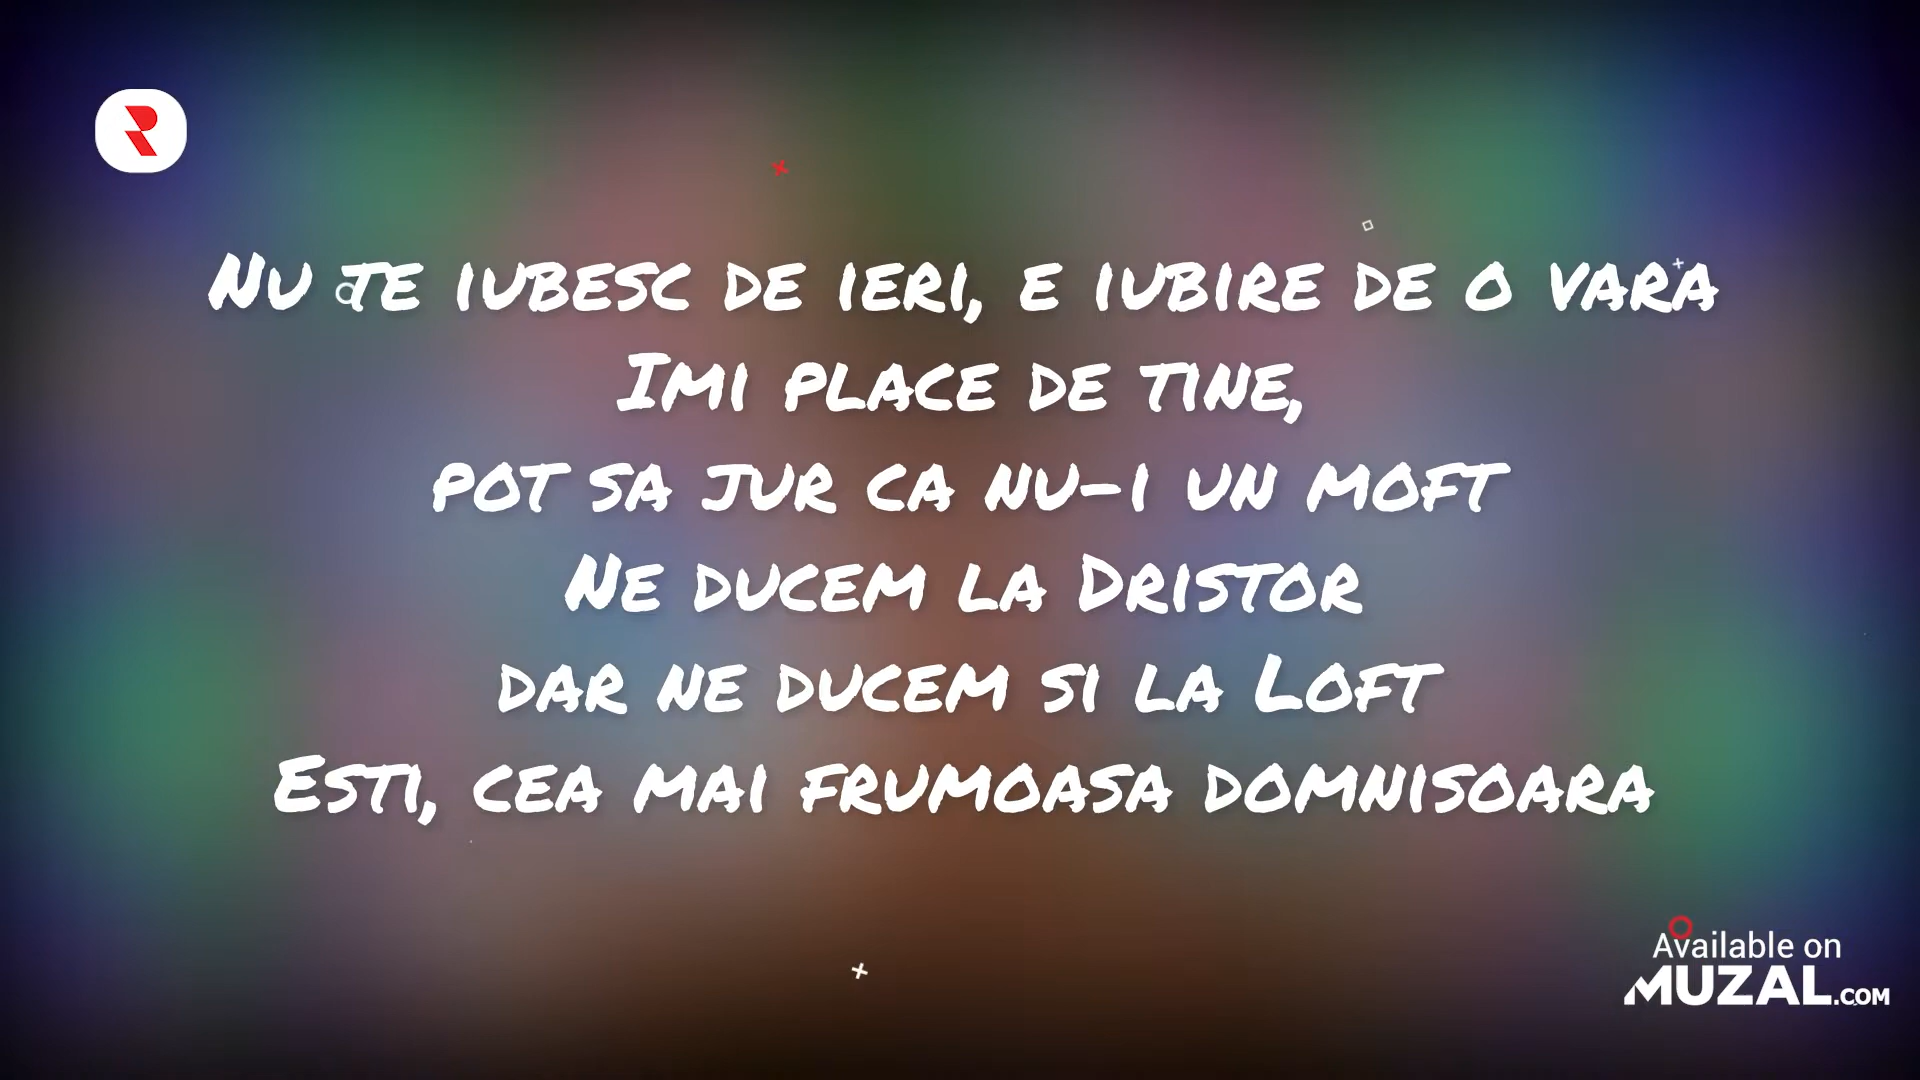 Nu te iubesc de ieri, e iubire de o vara
Imi place de tine,
pot sa jur ca nu-i un moft
Ne ducem la Dristor
dar ne ducem si la Loft
Esti, cea mai frumoasa domnisoara
Available on
MUZAL.COM